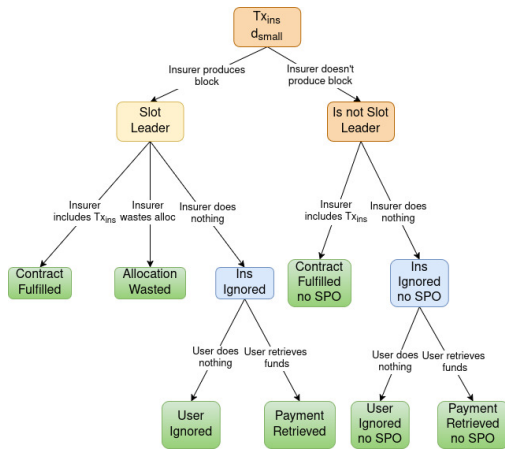 Tx_ins
d_small
Insurer produces
block
Insurer doesn't
produce block
Slot
Leader
Is not Slot
Leader
Insurer
includes Tx_ins
Insurer
wastes alloc
Insurer does
nothing
Insurer
includes Tx_ins
Insurer does
nothing
Contract
Fulfilled
Allocation
Wasted
Ins
Ignored
Contract
Fulfilled
no SPO
Ins
Ignored
no SPO
User does
nothing
User retrieves
funds
User does
nothing
User retrieves
funds
User
Ignored
Payment
Retrieved
User
Ignored
no SPO
Payment
Retrieved
no SPO